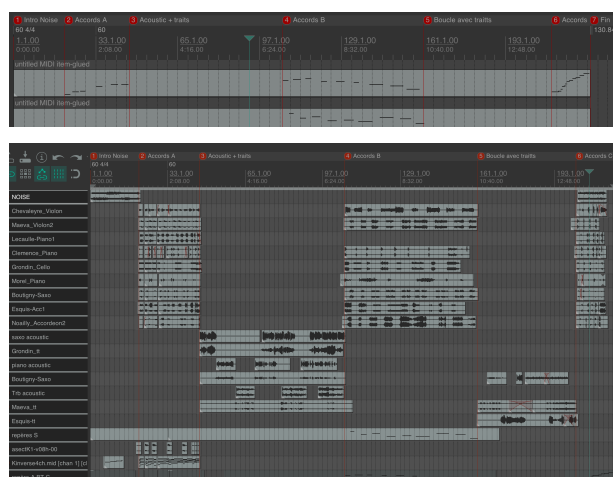 1 Intro Noise 2 Accords A 3 Acoustic + traits 4 Accords B 5 Boucle avec traitts 6 Accords 7 Fin
60 4/4 60 130.8
1.1.00 33.1.00 65.1.00 97.1.00 129.1.00 161.1.00 193.1.00
0:00.00 2:08.00 4:16.00 6:24.00 8:32.00 10:40.00 12:48.00
untitled MIDI item-glued
untitled MIDI item-glued
1 Intro Noise 2 Accords A 3 Acoustic + traits 4 Accords B 5 Boucle avec traitts 6 Accords C
60 4/4 60
1.1.00 33.1.00 65.1.00 97.1.00 129.1.00 161.1.00 193.1.00
0:00.00 2:08.00 4:16.00 6:24.00 8:32.00 10:40.00 12:48.00
NOISE
Chevaleyre_Violon
Maeva_Violon2
Lecaulle-Piano1
Clemence_Piano
Grondin_Cello
Morel_Piano
Boutigny-Saxo
Esquis-Acc1
Noailly_Accordeon2
saxo acoustic
Grondin_tt
piano acoustic
Boutigny-Saxo
Trb acoustic
Maeva_tt
Esquis-tt
repères S
asectK1-v08h-00
Kinverse4ch.mid [chan 1] [cl